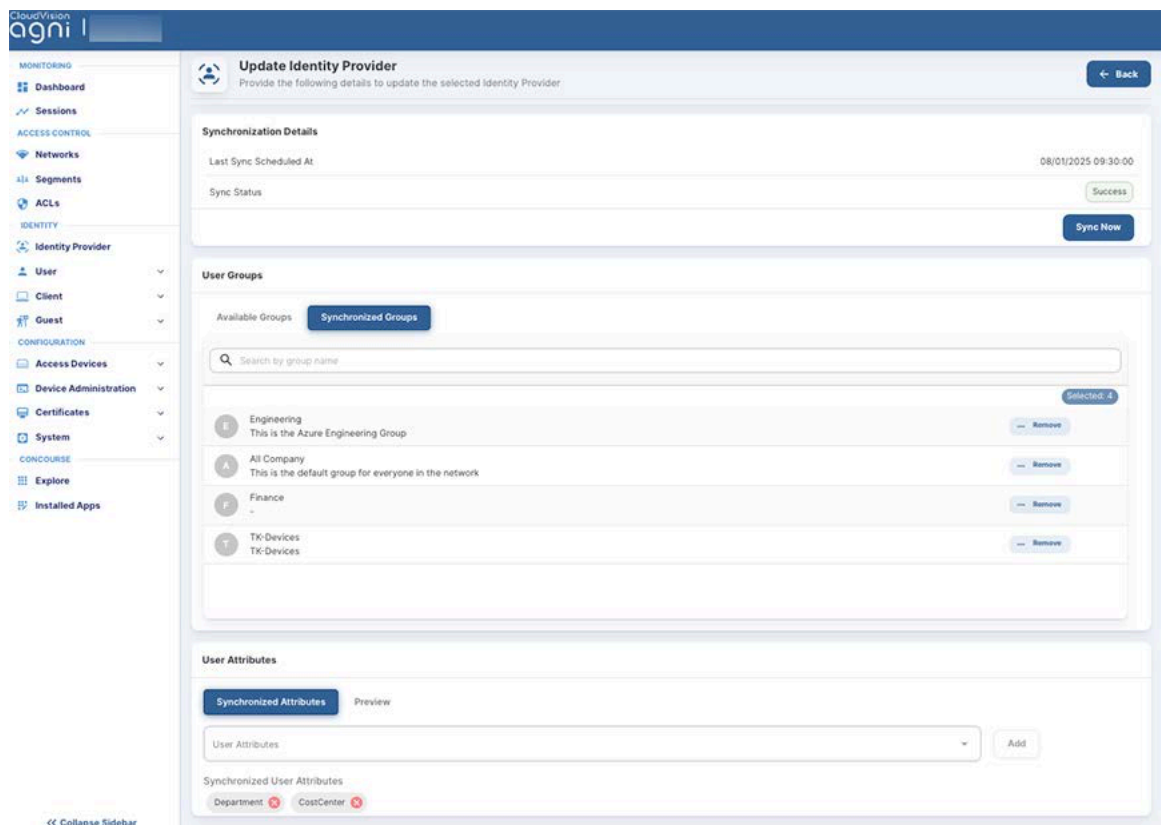 CloudVision
agni |
MONITORING
Dashboard
Sessions
ACCESS CONTROL
Networks
Segments
ACLs
IDENTITY
Identity Provider
User
Client
Guest
CONFIGURATION
Access Devices
Device Administration
Certificates
System
CONCOURSE
Explore
Installed Apps
<< Collapse Sidebar
Update Identity Provider
Provide the following details to update the selected Identity Provider
← Back
Synchronization Details
Last Sync Scheduled At 08/01/2025 09:30:00
Sync Status Success
Sync Now
User Groups
Available Groups Synchronized Groups
Search by group name
Selected: 4
E Engineering
This is the Azure Engineering Group
— Remove
A All Company
This is the default group for everyone in the network
— Remove
F Finance
-
— Remove
T TK-Devices
TK-Devices
— Remove
User Attributes
Synchronized Attributes Preview
User Attributes Add
Synchronized User Attributes
Department CostCenter